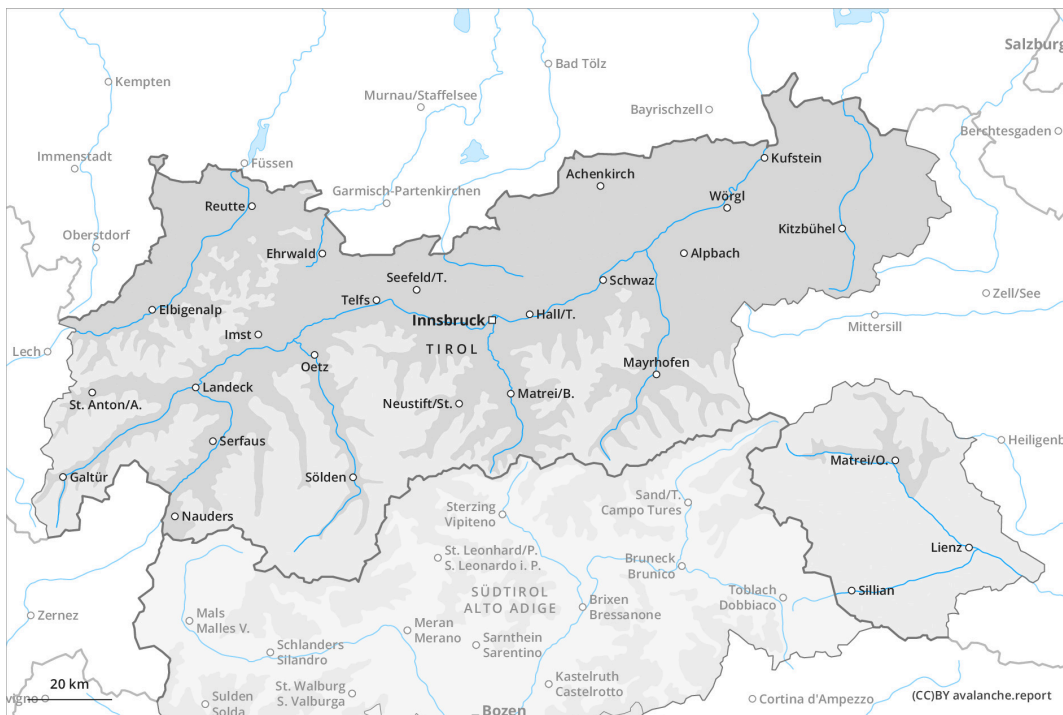 Salzburg
Kempten
Bad Tölz
Murnau/Staffelsee
Bayrischzell
Berchtesgaden
Immenstadt
Füssen
Kufstein
Achenkirch
Garmisch-Partenkirchen
Reutte
Wörgl
Oberstdorf
Kitzbühel
Ehrwald
Alpbach
Seefeld/T.
Schwaz
Zell/See
Telfs
Elbigenalp
Innsbruck
Hall/T.
Mittersill
Imst
TIROL
Lech
Oetz
Mayrhofen
Landeck
St. Anton/A.
Neustift/St.
Matrei/B.
Serfaus
Heiligenb
Matrei/O.
Galtür
Sölden
Sand/T.
Campo Tures
Sterzing
Vipiteno
Nauders
Lienz
St. Leonhard/P.
S. Leonardo i. P.
Bruneck
Brunico
SÜDTIROL
ALTO ADIGE
Toblach
Dobbiaco
Sillian
Brixen
Bressanone
Zernez
Mals
Malles V.
Meran
Merano
Sarnthein
Sarentino
Schlanders
Silandro
Kastelruth
Castelrotto
20 km
St. Walburg
S. Valburga
vigno
Sulden
Solda
Cortina d'Ampezzo
(CC)BY avalanche.report
Bozen